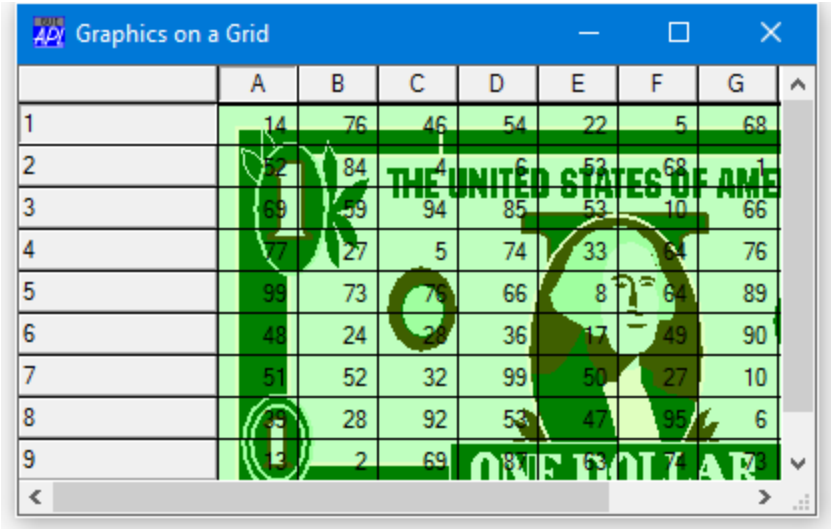 API Graphics on a Grid
A B C D E F G
1 14 76 46 54 22 5 68
2 52 84 4 6 53 68 1
THE UNITED STATES OF AME
3 69 59 94 85 53 10 66
4 77 27 5 74 33 64 76
5 99 73 76 66 8 64 89
6 48 24 28 36 17 49 90
7 51 52 32 99 50 27 10
8 39 28 92 53 47 95 6
9 13 2 69 87 63 74 73
ONE DOLLAR